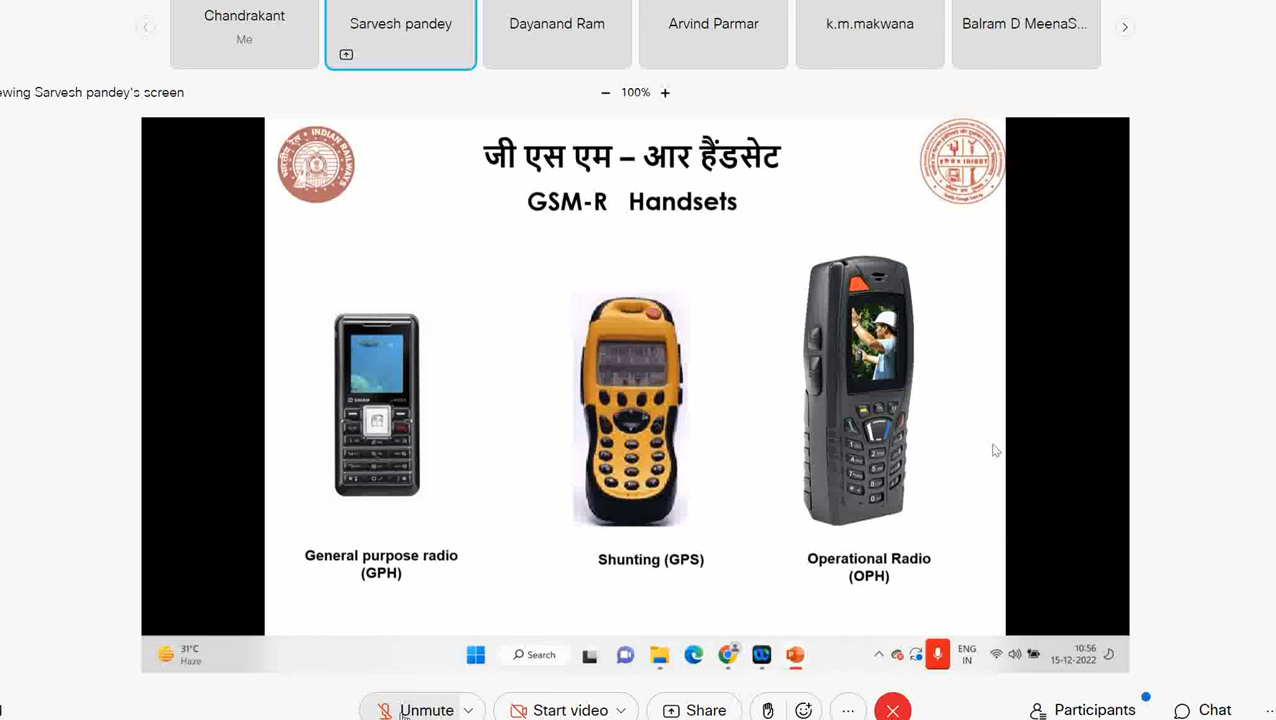 Chandrakant
Me
Sarvesh pandey
Dayanand Ram
Arvind Parmar
k.m.makwana
Balram D MeenaS...
ewing Sarvesh pandey's screen
100%
INDIAN RAILWAYS
जी एस एम – आर हैंडसेट
GSM-R Handsets
General purpose radio
(GPH)
Shunting (GPS)
Operational Radio
(OPH)
31°C
Haze
Search
ENG
IN
10:56
15-12-2022
Unmute
Start video
Share
Participants
Chat